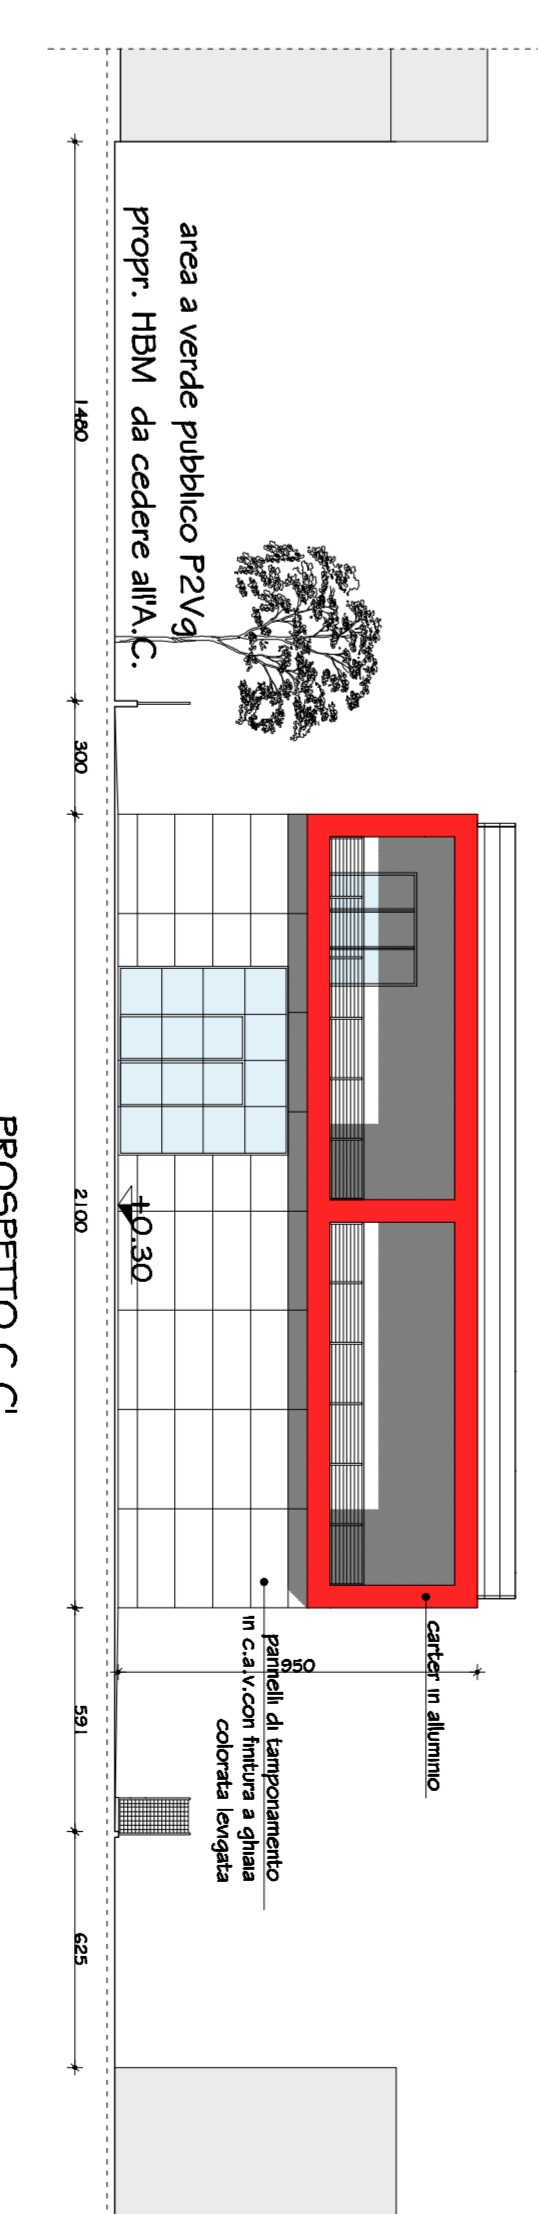 area a verde pubblico P2Vg
propr. HBM da cedere all'A.C.
1480
300
2100
591
625
+0.30
950
carter in alluminio
pannelli di tamponamento
in c.a.v.con finitura a ghiaia
colorata levigata
PROSPETTO C-C'